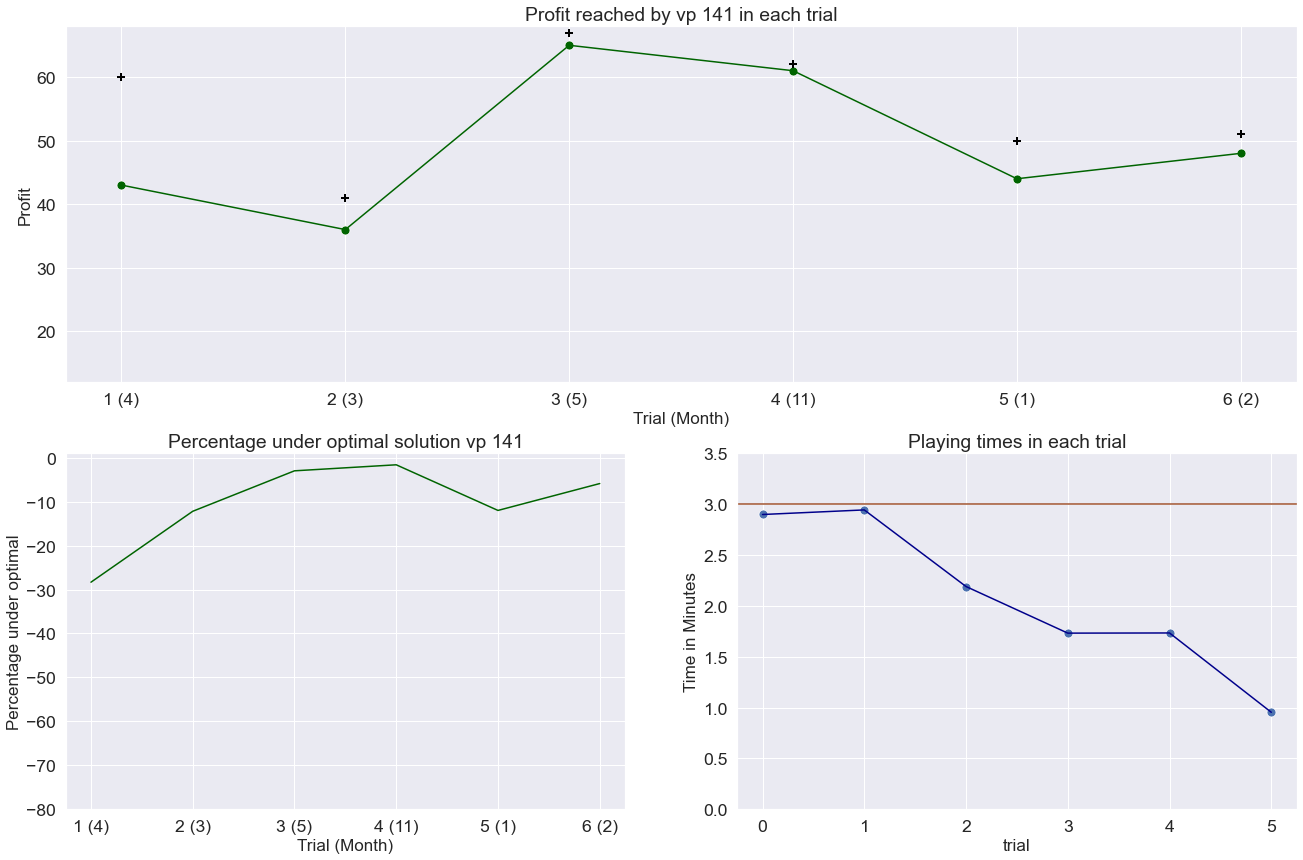 Profit reached by vp 141 in each trial
Profit
60
50
40
30
20
1 (4) 2 (3) 3 (5) 4 (11) 5 (1) 6 (2)
Trial (Month)
Percentage under optimal solution vp 141
Percentage under optimal
0
−10
−20
−30
−40
−50
−60
−70
−80
1 (4) 2 (3) 3 (5) 4 (11) 5 (1) 6 (2)
Trial (Month)
Playing times in each trial
Time in Minutes
3.5
3.0
2.5
2.0
1.5
1.0
0.5
0.0
0 1 2 3 4 5
trial